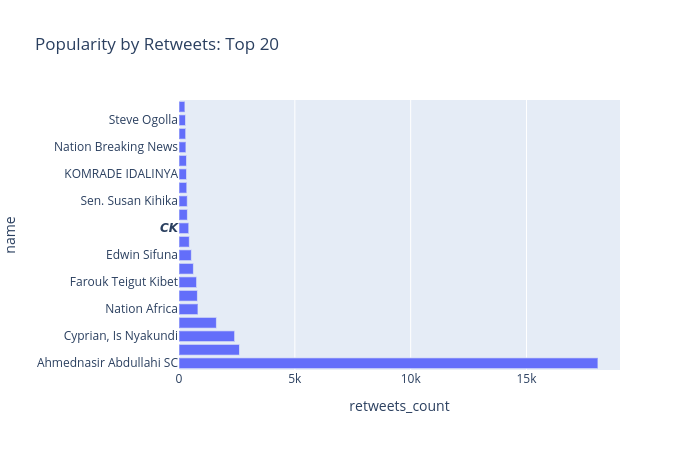 Popularity by Retweets: Top 20
name
Steve Ogolla
Nation Breaking News
KOMRADE IDALINYA
Sen. Susan Kihika
CK
Edwin Sifuna
Farouk Teigut Kibet
Nation Africa
Cyprian, Is Nyakundi
Ahmednasir Abdullahi SC
0 5k 10k 15k
retweets_count